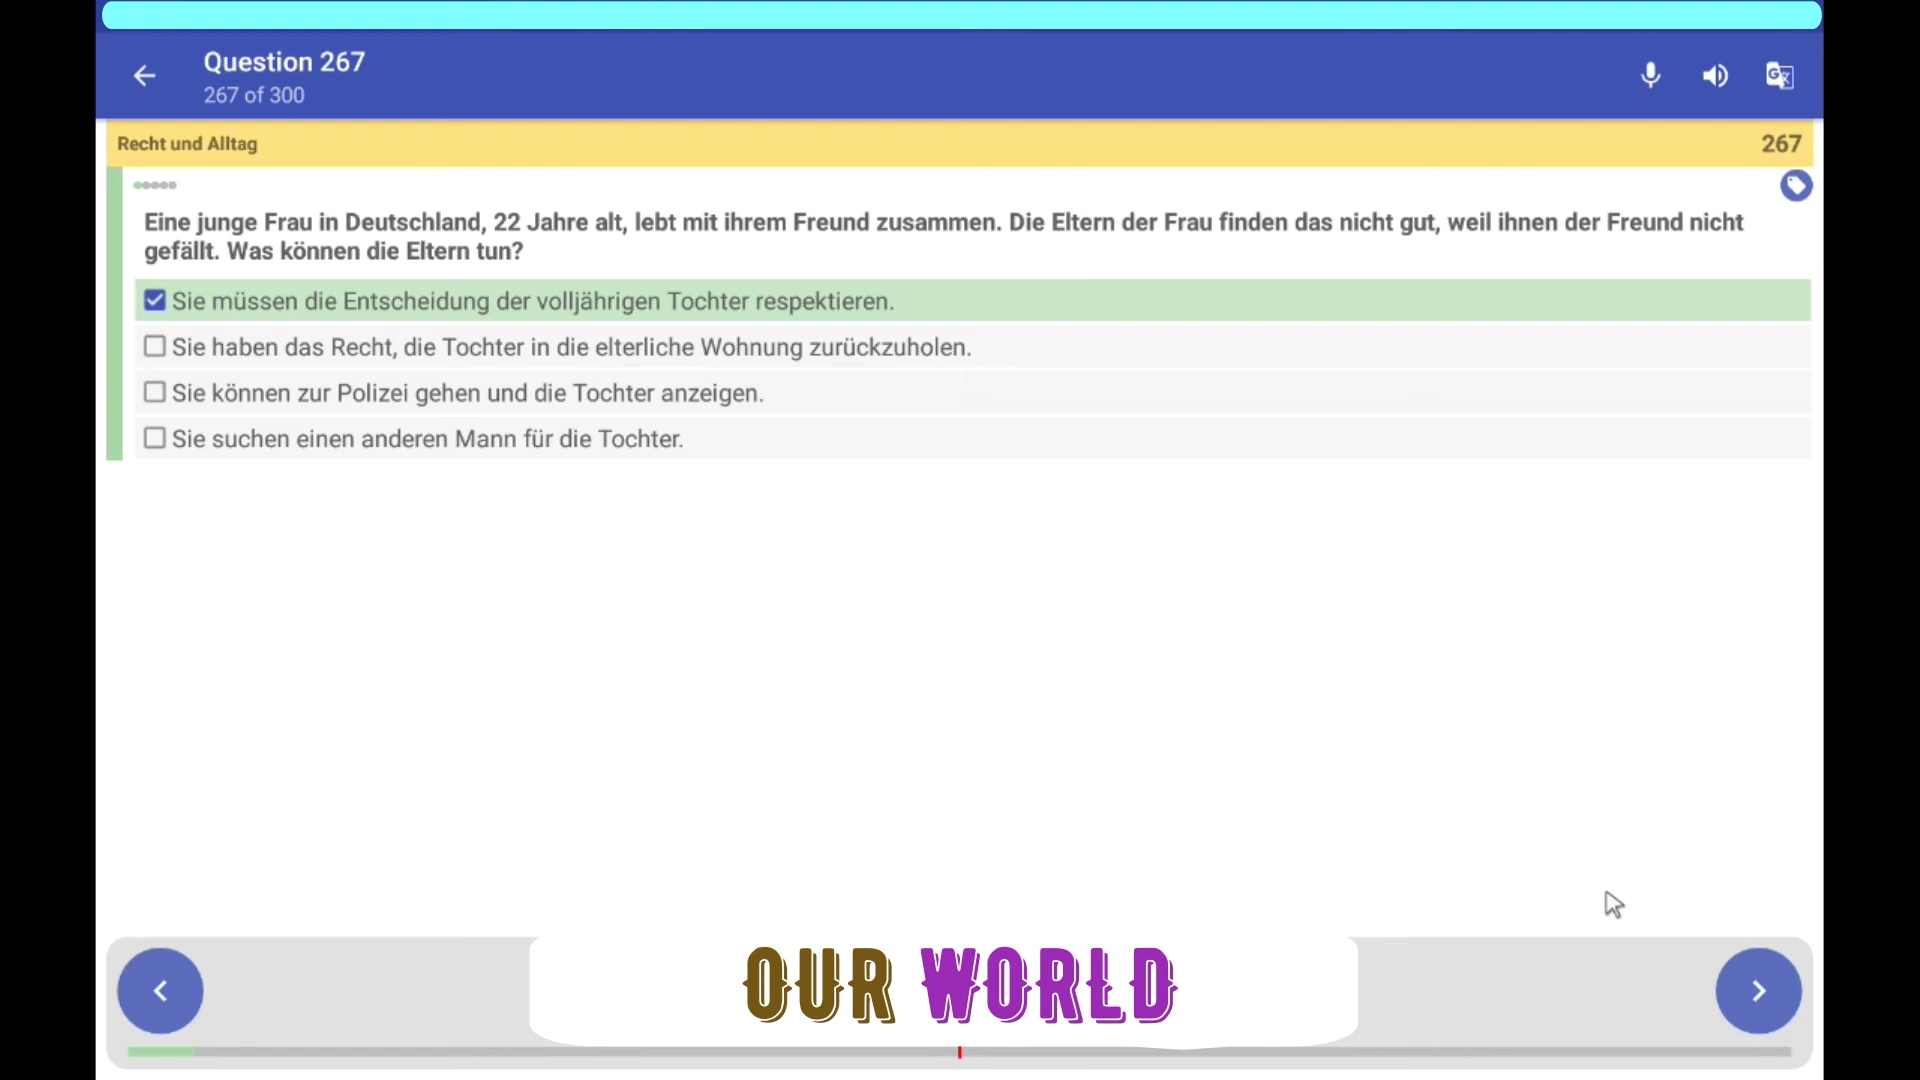 Question 267
267 of 300
Recht und Alltag
267
Eine junge Frau in Deutschland, 22 Jahre alt, lebt mit ihrem Freund zusammen. Die Eltern der Frau finden das nicht gut, weil ihnen der Freund nicht
gefällt. Was können die Eltern tun?
Sie müssen die Entscheidung der volljährigen Tochter respektieren.
Sie haben das Recht, die Tochter in die elterliche Wohnung zurückzuholen.
Sie können zur Polizei gehen und die Tochter anzeigen.
Sie suchen einen anderen Mann für die Tochter.
OUR WORLD